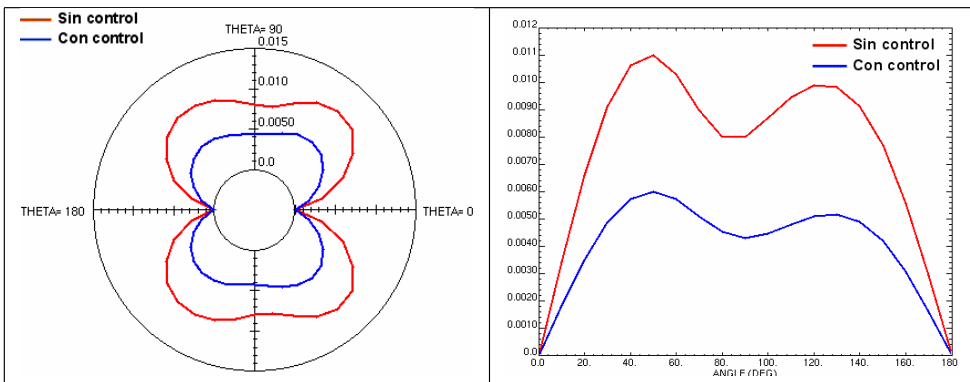 Sin control
Con control
THETA= 90
0.015
0.010
0.0050
0.0
THETA= 180
THETA= 0
0.012
0.011
0.010
0.0090
0.0080
0.0070
0.0060
0.0050
0.0040
0.0030
0.0020
0.0010
0.0
Sin control
Con control
0. 20. 40. 60. 80. 100. 120. 140. 160. 180
ANGLE (DEG)